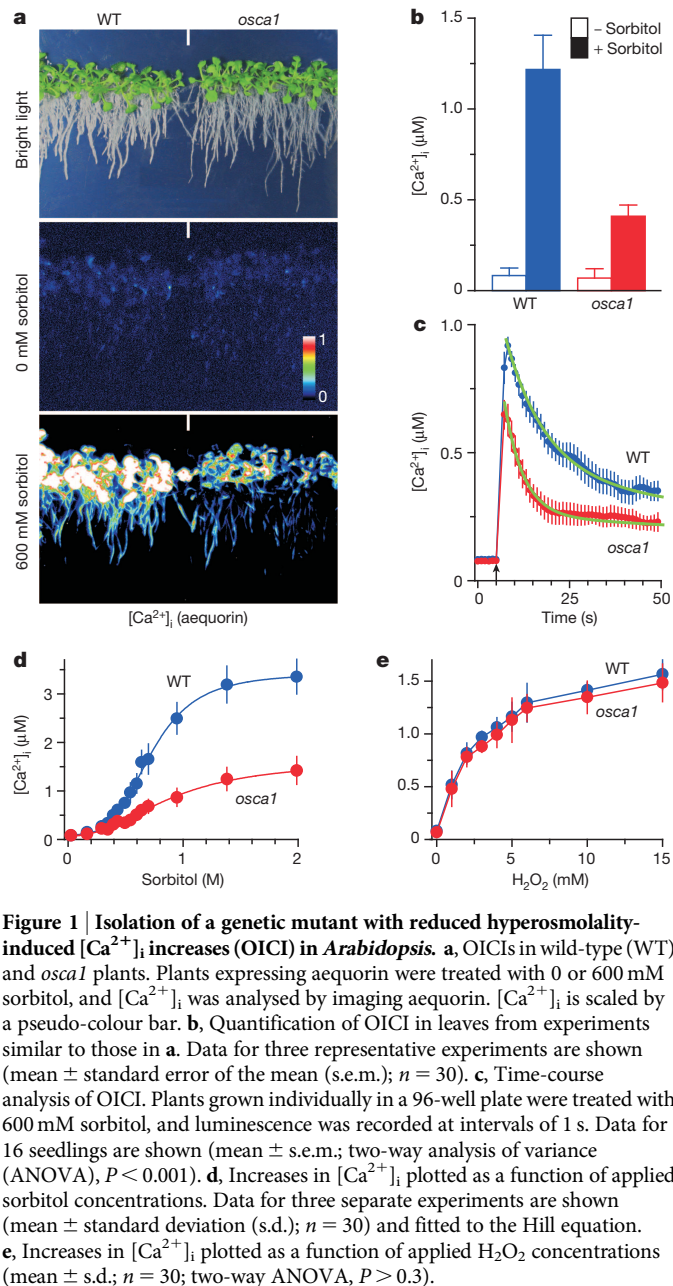 a
WT
osca1
Bright light
0 mM sorbitol
1
0
600 mM sorbitol
[Ca2+]i (aequorin)
b
– Sorbitol
+ Sorbitol
[Ca2+]i (μM)
1.5
1.0
0.5
0
WT
osca1
c
[Ca2+]i (μM)
1.0
0.5
0
WT
osca1
0
25
50
Time (s)
d
[Ca2+]i (μM)
3
2
1
0
WT
osca1
0
1
2
Sorbitol (M)
e
1.5
1.0
0.5
0
WT
osca1
0
5
10
15
H2O2 (mM)
Figure 1 | Isolation of a genetic mutant with reduced hyperosmolality-
induced [Ca2+]i increases (OICI) in Arabidopsis. a, OICIs in wild-type (WT)
and osca1 plants. Plants expressing aequorin were treated with 0 or 600 mM
sorbitol, and [Ca2+]i was analysed by imaging aequorin. [Ca2+]i is scaled by
a pseudo-colour bar. b, Quantification of OICI in leaves from experiments
similar to those in a. Data for three representative experiments are shown
(mean ± standard error of the mean (s.e.m.); n = 30). c, Time-course
analysis of OICI. Plants grown individually in a 96-well plate were treated with
600 mM sorbitol, and luminescence was recorded at intervals of 1 s. Data for
16 seedlings are shown (mean ± s.e.m.; two-way analysis of variance
(ANOVA), P < 0.001). d, Increases in [Ca2+]i plotted as a function of applied
sorbitol concentrations. Data for three separate experiments are shown
(mean ± standard deviation (s.d.); n = 30) and fitted to the Hill equation.
e, Increases in [Ca2+]i plotted as a function of applied H2O2 concentrations
(mean ± s.d.; n = 30; two-way ANOVA, P > 0.3).